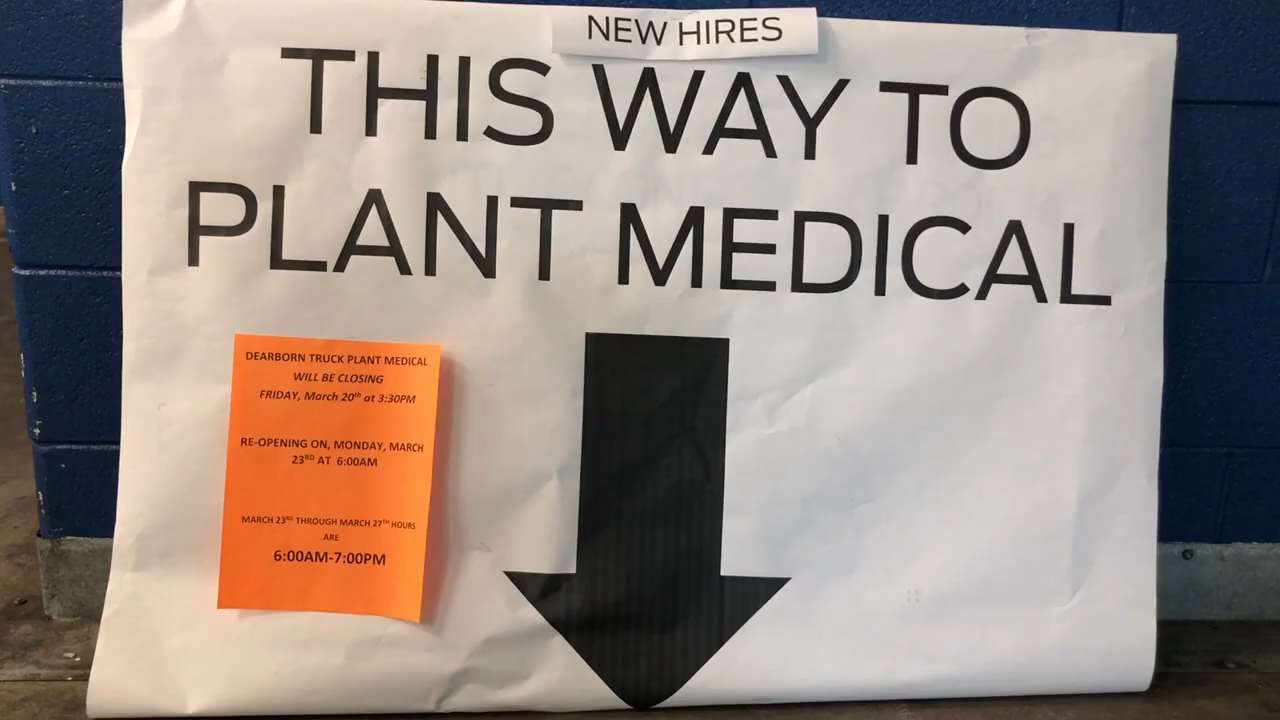 NEW HIRES
THIS WAY TO
PLANT MEDICAL
DEARBORN TRUCK PLANT MEDICAL
WILL BE CLOSING
FRIDAY, March 20th at 3:30PM
RE-OPENING ON, MONDAY, MARCH
23RD AT 6:00AM
MARCH 23RD THROUGH MARCH 27TH HOURS
ARE
6:00AM-7:00PM